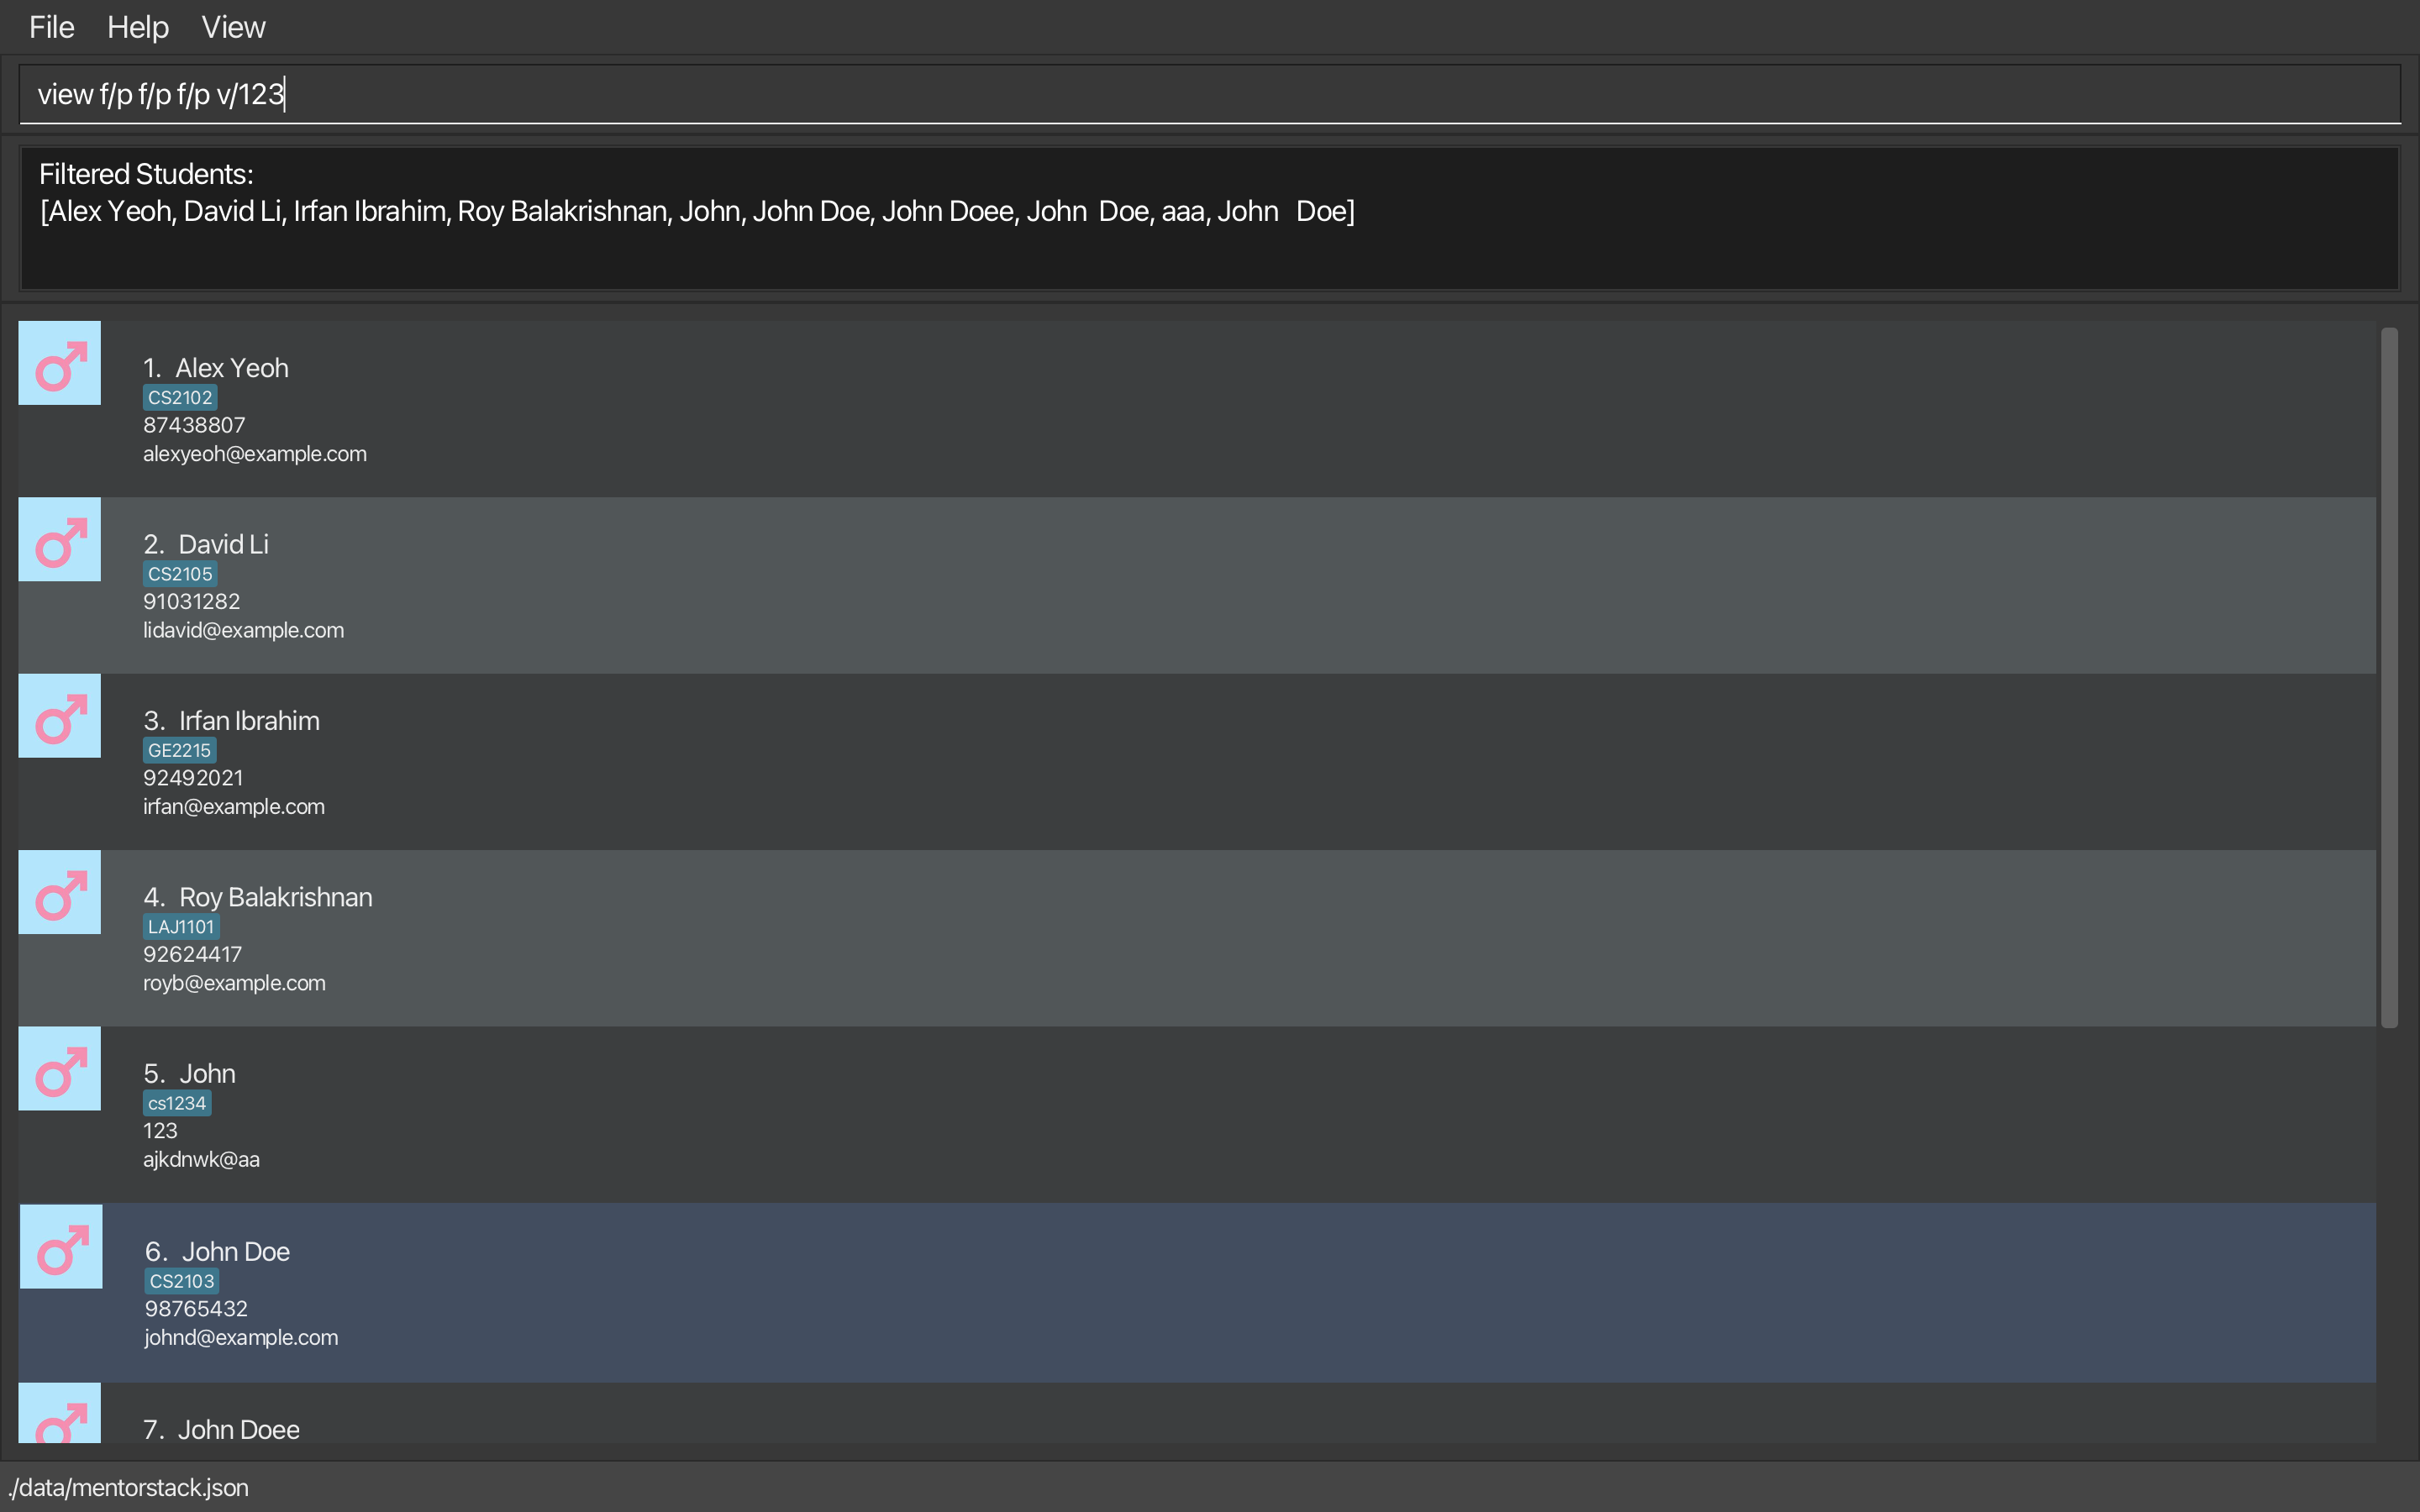 File Help View
view f/p f/p f/p v/123
Filtered Students:
[Alex Yeoh, David Li, Irfan Ibrahim, Roy Balakrishnan, John, John Doe, John Doee, John  Doe, aaa, John   Doe]
1. Alex Yeoh
CS2102
87438807
alexyeoh@example.com
2. David Li
CS2105
91031282
lidavid@example.com
3. Irfan Ibrahim
GE2215
92492021
irfan@example.com
4. Roy Balakrishnan
LAJ1101
92624417
royb@example.com
5. John
cs1234
123
ajkdnwk@aa
6. John Doe
CS2103
98765432
johnd@example.com
7. John Doee
./data/mentorstack.json